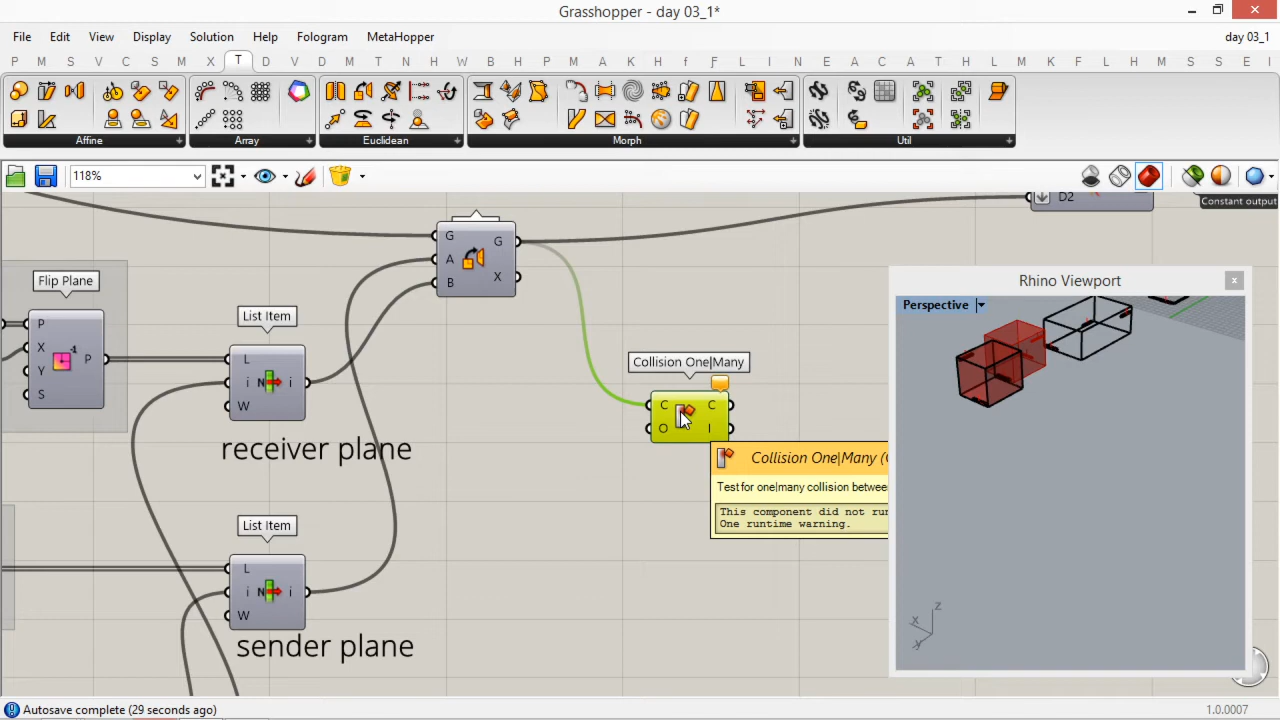 Grasshopper - day 03_1*
File Edit View Display Solution Help Fologram MetaHopper day 03_1
P M S V C S M X D T D V D M T N D H W B H P M A C K H f F L I N F E A D A M C K R S S E I
Affine Array Euclidean Morph Util
118%
D2
Constant output
G G
A
B X
Flip Plane
P
X P
Y
S
List Item
L
i N i
W
receiver plane
Collision One|Many
C C
O I
Collision One|Many (
Test for one|many collision betwee
This component did not ru
One runtime warning.
List Item
L
i N i
W
sender plane
Rhino Viewport
Perspective
z
x
y
Autosave complete (29 seconds ago)
1.0.0007